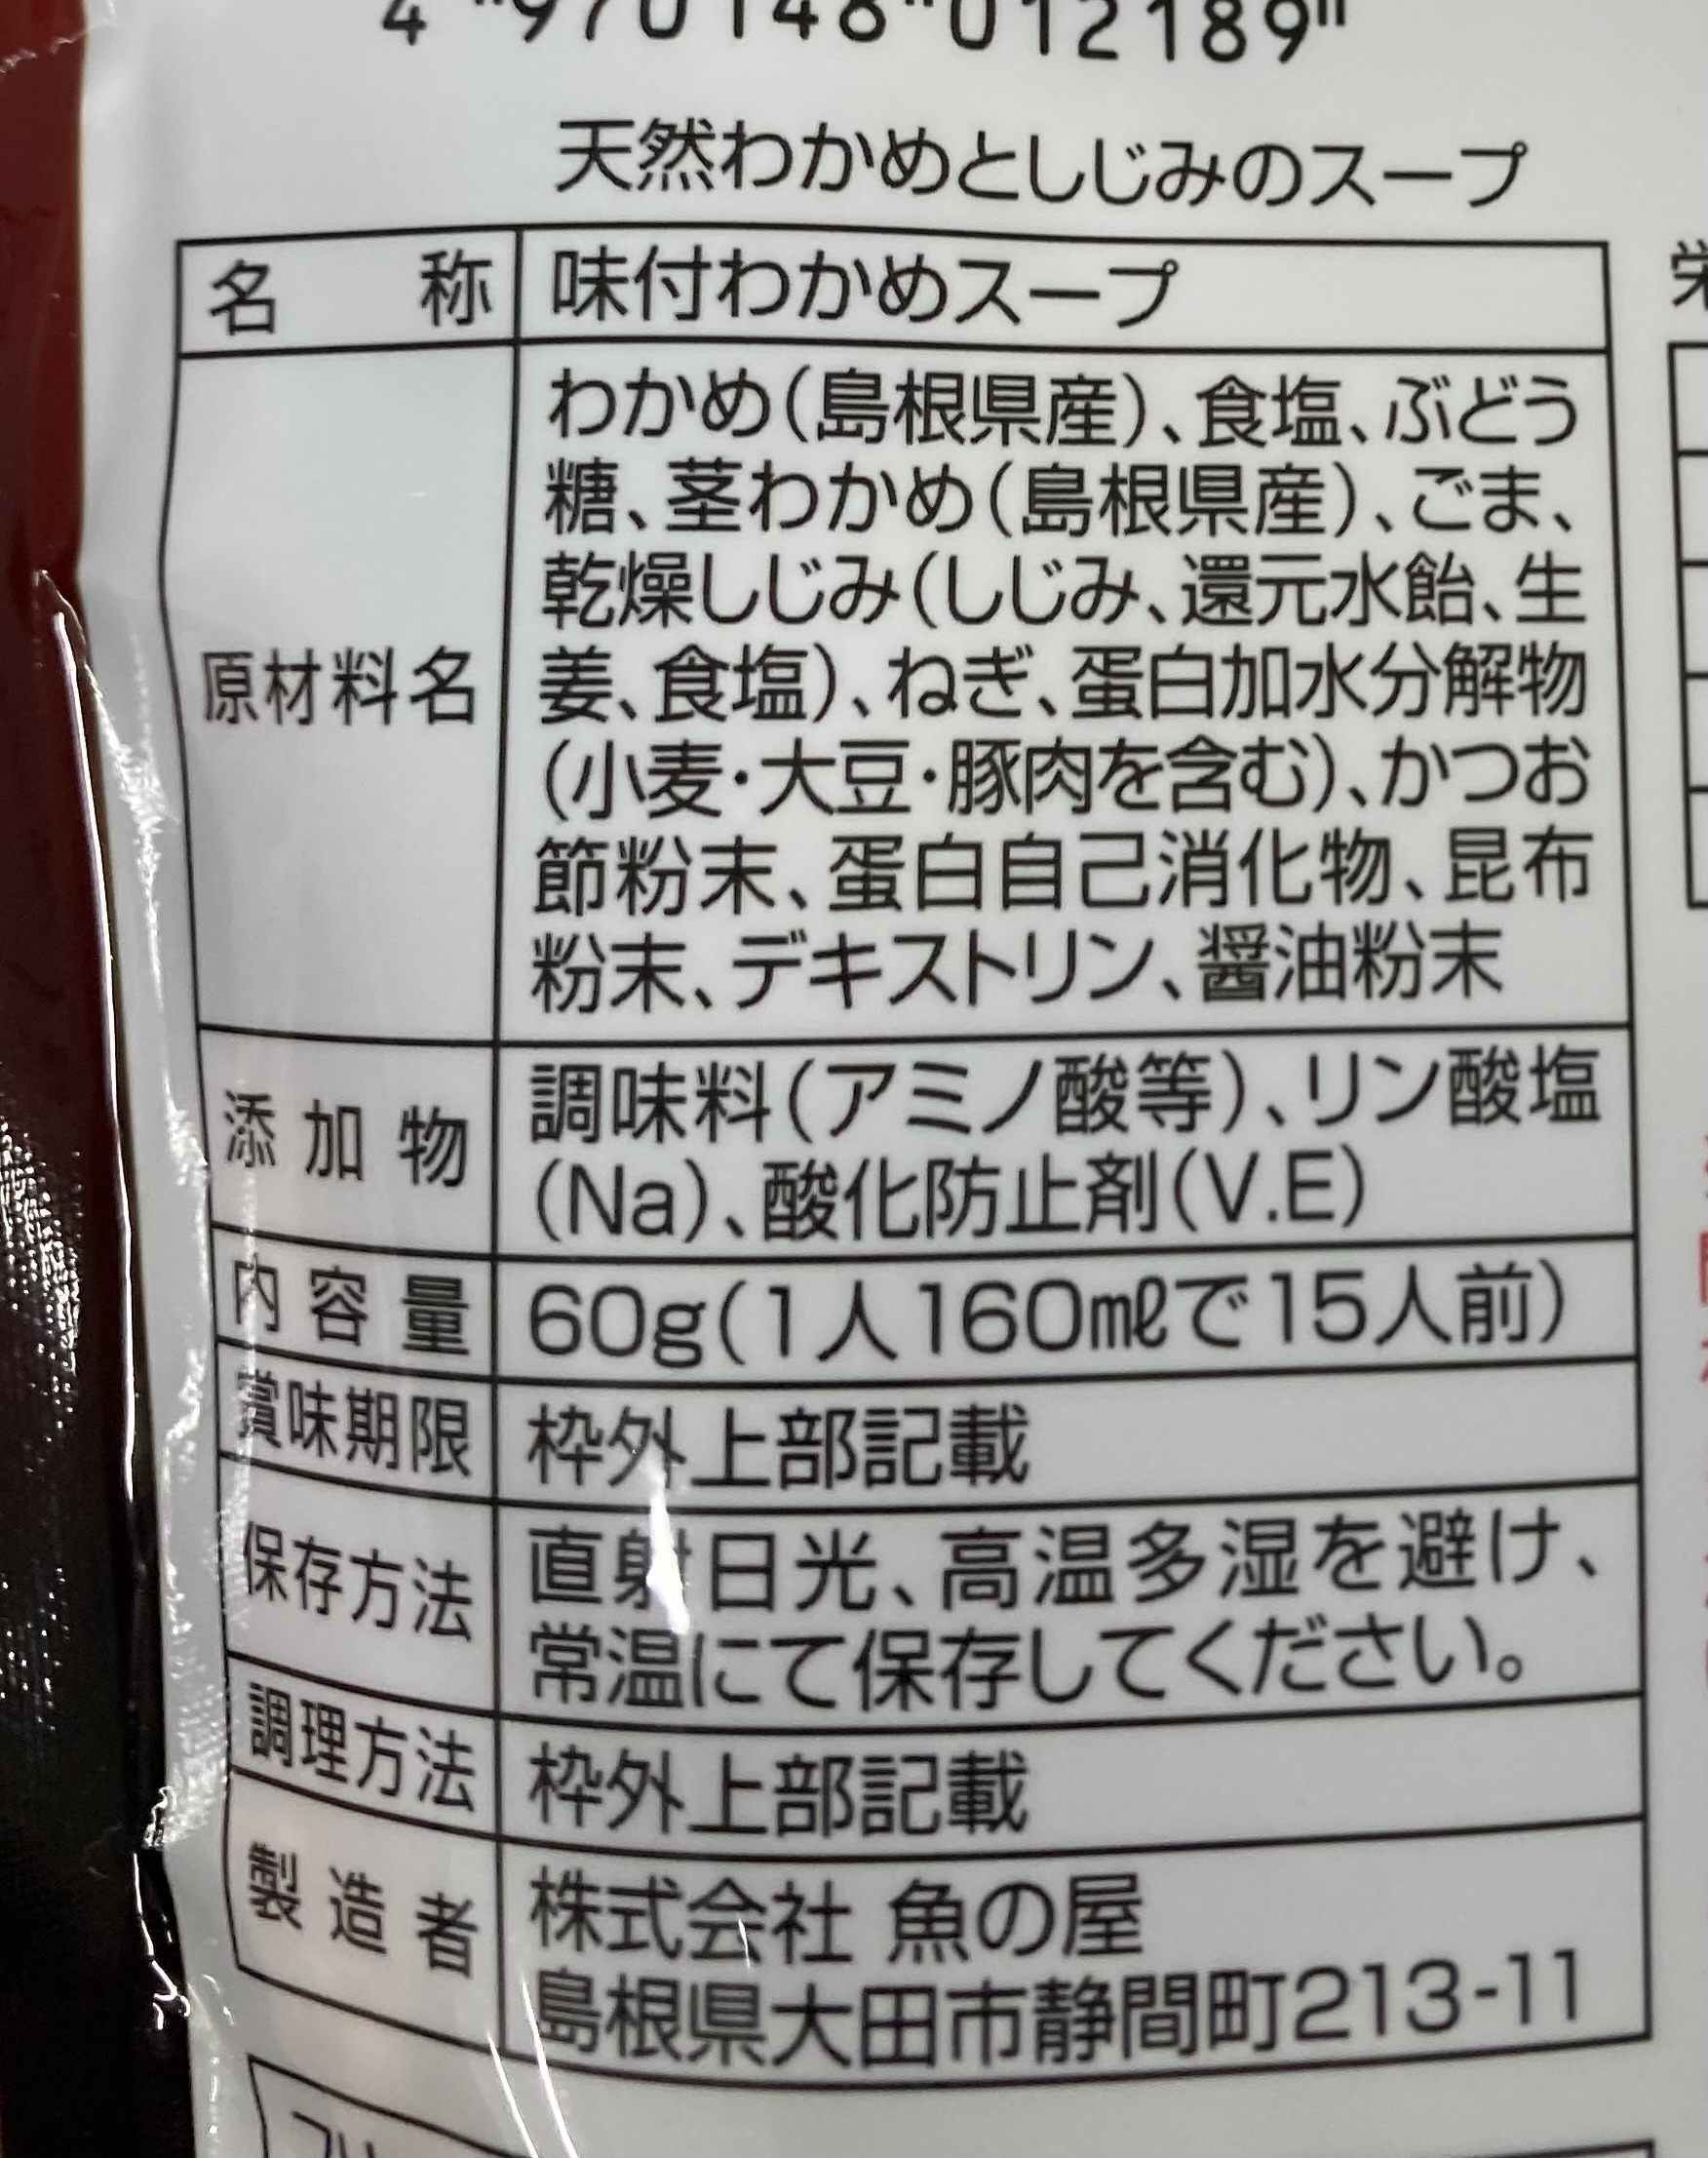 4 970148 012189
天然わかめとしじみのスープ
名称 味付わかめスープ
原材料名 わかめ(島根県産)、食塩、ぶどう
糖、茎わかめ(島根県産)、ごま、
乾燥しじみ(しじみ、還元水飴、生
姜、食塩)、ねぎ、蛋白加水分解物
(小麦・大豆・豚肉を含む)、かつお
節粉末、蛋白自己消化物、昆布
粉末、デキストリン、醤油粉末
添加物 調味料(アミノ酸等)、リン酸塩
(Na)、酸化防止剤(V.E)
内容量 60g(1人160mℓで15人前)
賞味期限 枠外上部記載
保存方法 直射日光、高温多湿を避け、
常温にて保存してください。
調理方法 枠外上部記載
製造者 株式会社 魚の屋
島根県大田市静間町213-11
栄